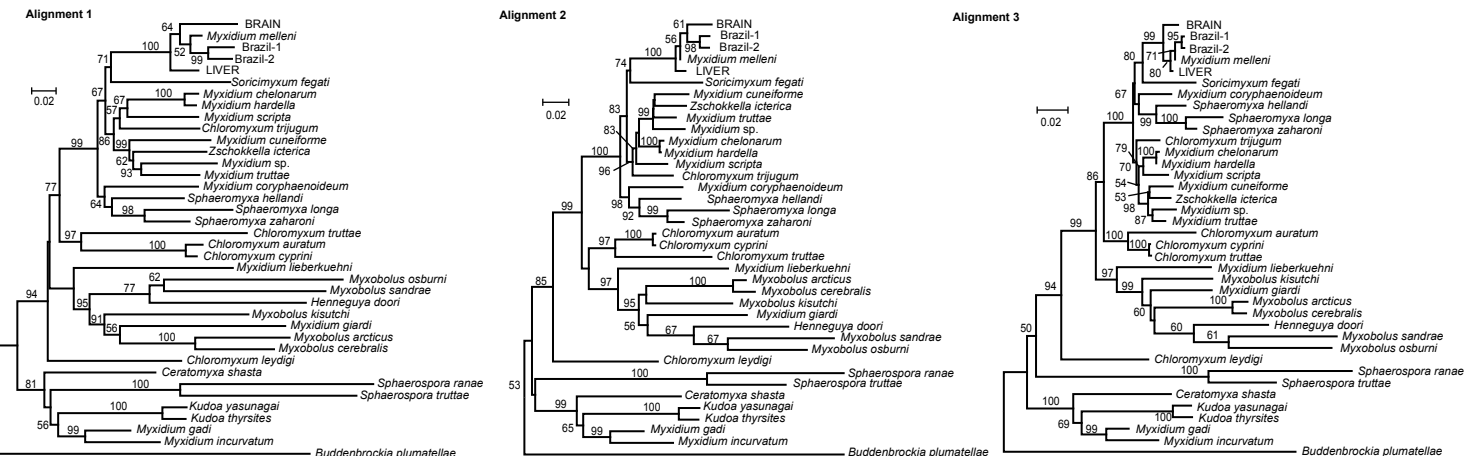 Alignment 1
64
BRAIN
Myxidium melleni
100
52
Brazil-1
99
Brazil-2
71
LIVER
Soricimyxum fegati
0.02
67
100
Myxidium chelonarum
67
Myxidium hardella
57
Myxidium scripta
Chloromyxum trijugum
86
99
Myxidium cuneiforme
99
Zschokkella icterica
62
Myxidium sp.
93
Myxidium truttae
77
Myxidium coryphaenoideum
64
Sphaeromyxa hellandi
98
Sphaeromyxa longa
Sphaeromyxa zaharoni
97
Chloromyxum truttae
100
Chloromyxum auratum
Chloromyxum cyprini
Myxidium lieberkuehni
62
Myxobolus osburni
94
77
Myxobolus sandrae
95
Henneguya doori
91
Myxobolus kisutchi
56
Myxidium giardi
100
Myxobolus arcticus
Myxobolus cerebralis
Chloromyxum leydigi
Ceratomyxa shasta
81
100
Sphaerospora ranae
Sphaerospora truttae
100
Kudoa yasunagai
56
Kudoa thyrsites
99
Myxidium gadi
Myxidium incurvatum
Buddenbrockia plumatellae
Alignment 2
61
BRAIN
56
Brazil-1
98
Brazil-2
100
Myxidium melleni
74
LIVER
Soricimyxum fegati
0.02
83
99
Myxidium cuneiforme
Zschokkella icterica
Myxidium truttae
83
Myxidium sp.
100
Myxidium chelonarum
100
Myxidium hardella
96
Myxidium scripta
Chloromyxum trijugum
98
Myxidium coryphaenoideum
Sphaeromyxa hellandi
92
99
Sphaeromyxa longa
99
Sphaeromyxa zaharoni
97
100
Chloromyxum auratum
Chloromyxum cyprini
Chloromyxum truttae
97
Myxidium lieberkuehni
85
100
Myxobolus arcticus
Myxobolus cerebralis
95
Myxobolus kisutchi
56
Myxidium giardi
67
Henneguya doori
67
Myxobolus sandrae
Myxobolus osburni
Chloromyxum leydigi
53
100
Sphaerospora ranae
Sphaerospora truttae
99
Ceratomyxa shasta
100
Kudoa yasunagai
65
Kudoa thyrsites
99
Myxidium gadi
Myxidium incurvatum
Buddenbrockia plumatellae
Alignment 3
BRAIN
99
95
Brazil-1
80
71
Brazil-2
Myxidium melleni
80
LIVER
Soricimyxum fegati
67
Myxidium coryphaenoideum
0.02
Sphaeromyxa hellandi
99
100
Sphaeromyxa longa
100
Sphaeromyxa zaharoni
79
Chloromyxum trijugum
100
Myxidium chelonarum
70
Myxidium hardella
Myxidium scripta
86
54
Myxidium cuneiforme
53
Zschokkella icterica
98
Myxidium sp.
87
Myxidium truttae
99
100
Chloromyxum auratum
100
Chloromyxum cyprini
Chloromyxum truttae
97
Myxidium lieberkuehni
99
Myxobolus kisutchi
94
Myxidium giardi
100
Myxobolus arcticus
60
Myxobolus cerebralis
60
Henneguya doori
50
61
Myxobolus sandrae
Myxobolus osburni
Chloromyxum leydigi
100
Sphaerospora ranae
Sphaerospora truttae
100
Ceratomyxa shasta
Kudoa yasunagai
100
Kudoa thyrsites
69
99
Myxidium gadi
Myxidium incurvatum
Buddenbrockia plumatellae